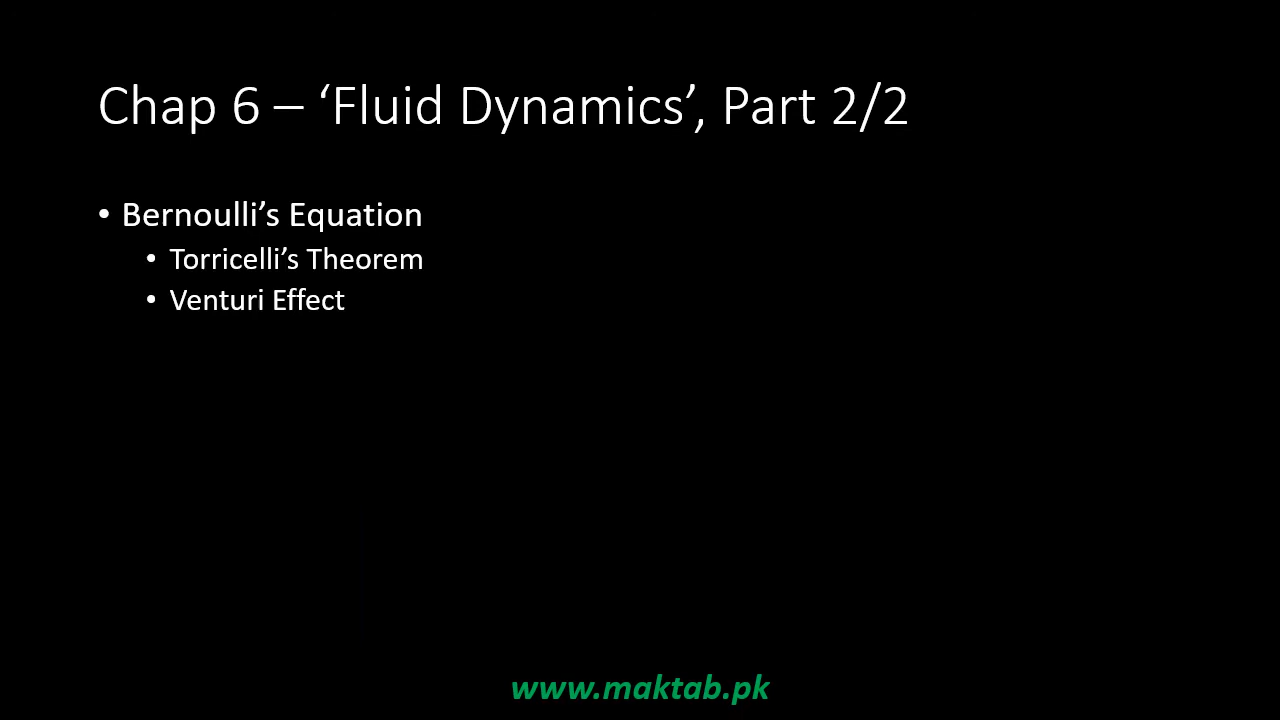 Chap 6 – ‘Fluid Dynamics’, Part 2/2
• Bernoulli’s Equation
• Torricelli’s Theorem
• Venturi Effect
www.maktab.pk